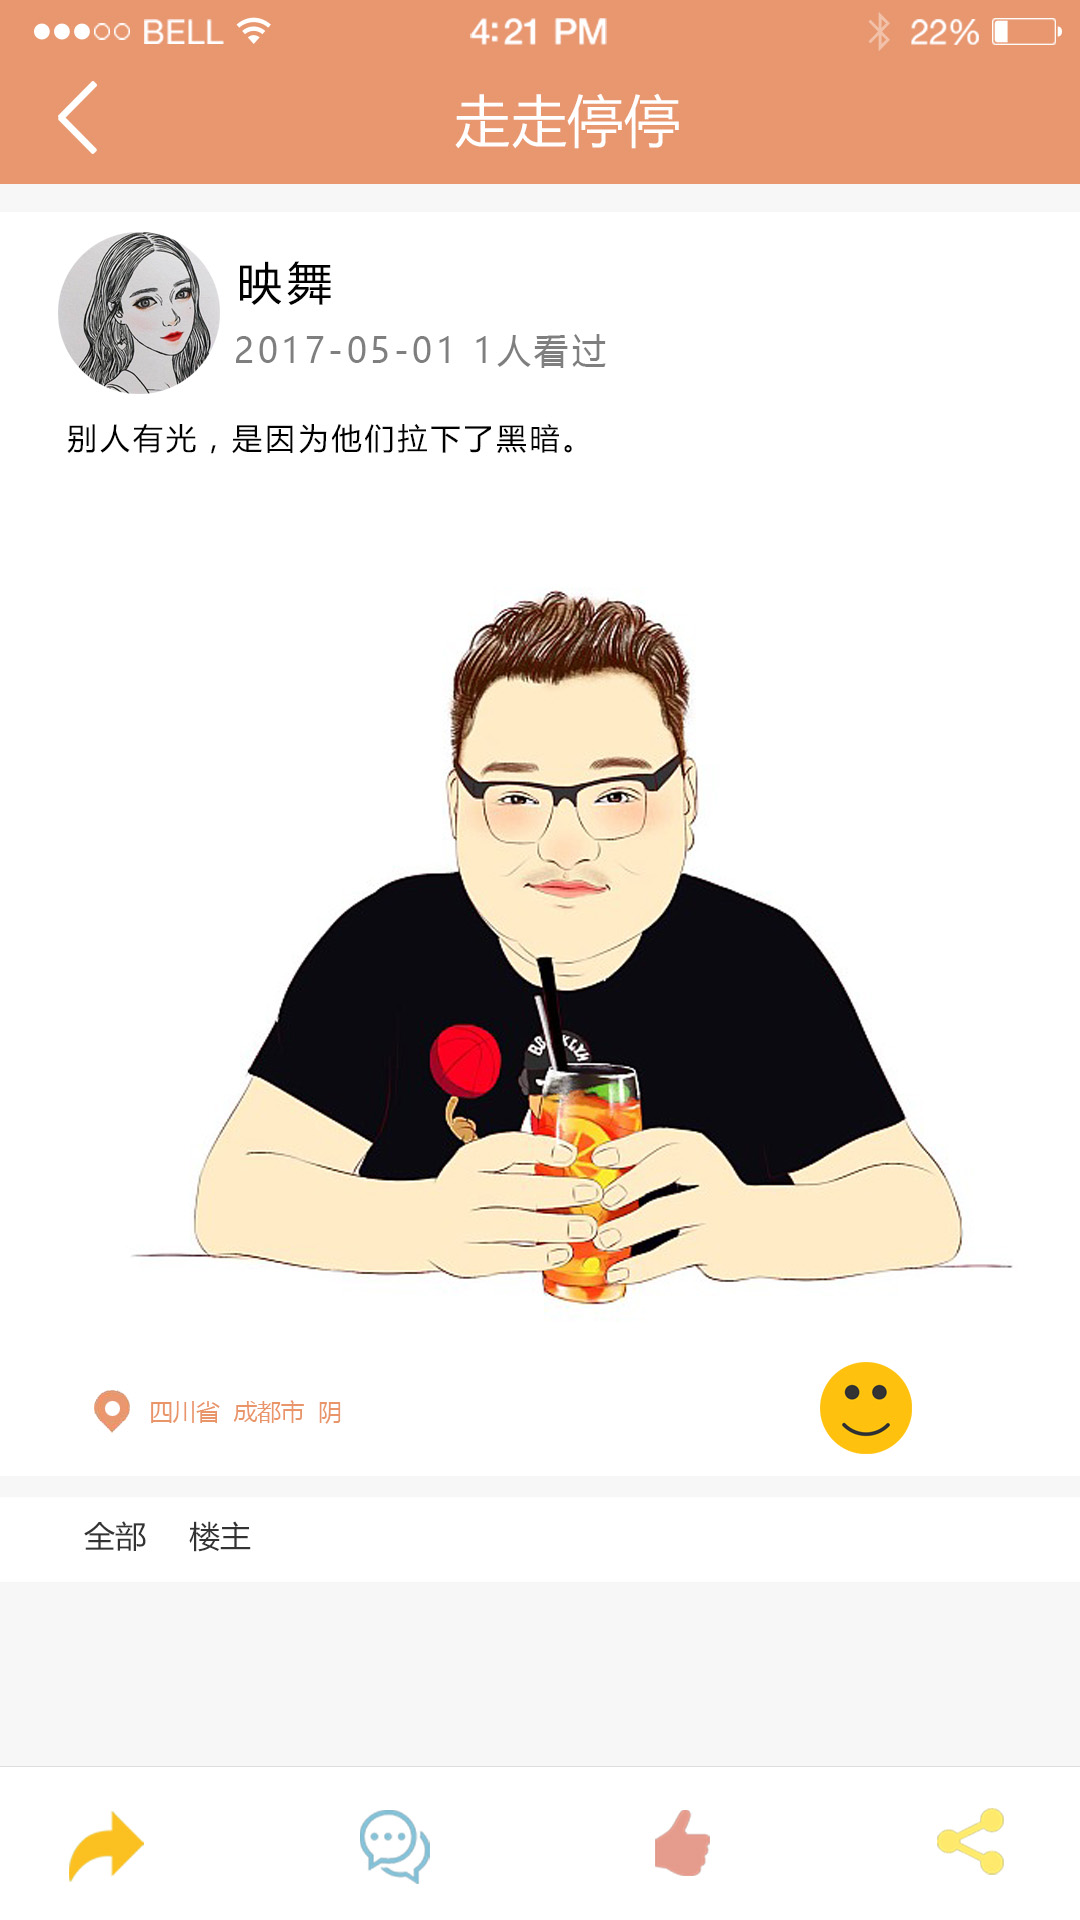 BELL 4:21 PM 22%
走走停停
映舞
2017-05-01 1人看过
别人有光，是因为他们拉下了黑暗。
四川省 成都市 阴
全部 楼主